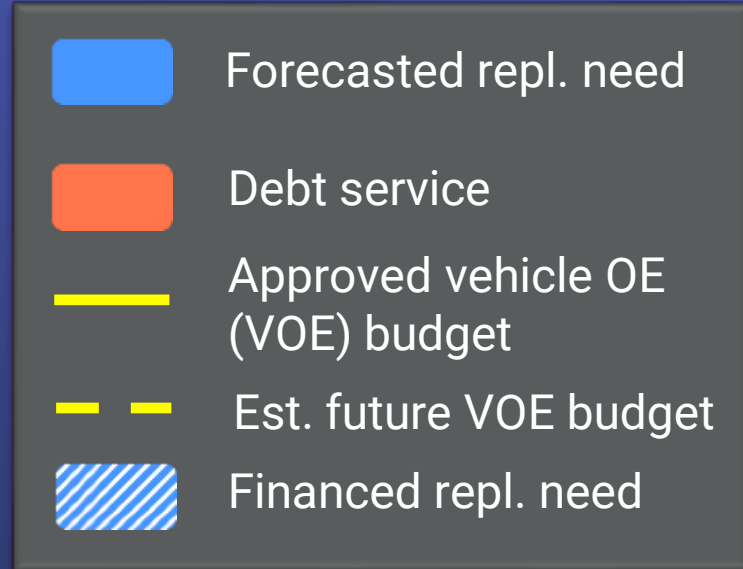 Forecasted repl. need
Debt service
Approved vehicle OE
(VOE) budget
Est. future VOE budget
Financed repl. need